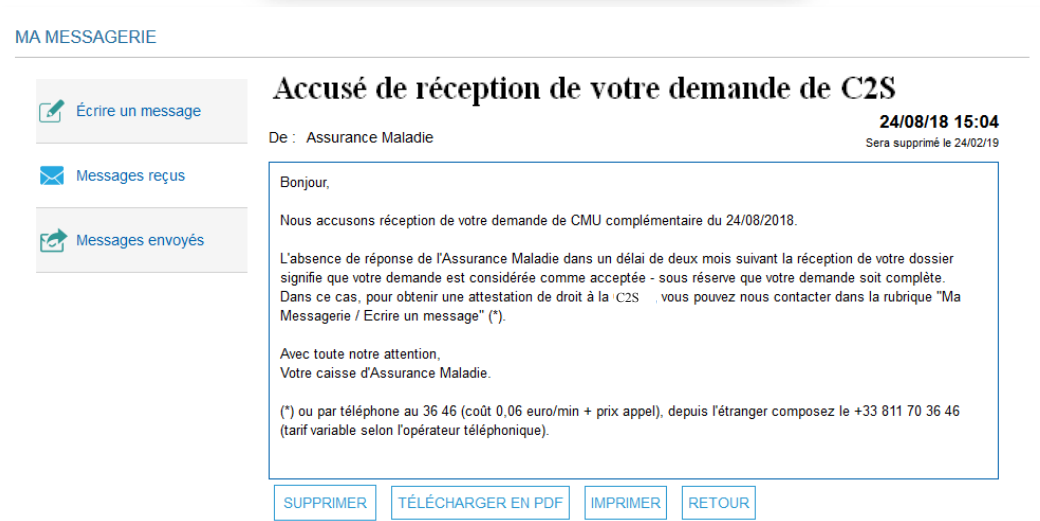 MA MESSAGERIE
Écrire un message
Messages reçus
Messages envoyés
Accusé de réception de votre demande de C2S
De : Assurance Maladie
24/08/18 15:04
Sera supprimé le 24/02/19
Bonjour,
Nous accusons réception de votre demande de CMU complémentaire du 24/08/2018.
L'absence de réponse de l'Assurance Maladie dans un délai de deux mois suivant la réception de votre dossier
signifie que votre demande est considérée comme acceptée - sous réserve que votre demande soit complète.
Dans ce cas, pour obtenir une attestation de droit à la C2S , vous pouvez nous contacter dans la rubrique "Ma
Messagerie / Ecrire un message" (*).
Avec toute notre attention,
Votre caisse d'Assurance Maladie.
(*) ou par téléphone au 36 46 (coût 0,06 euro/min + prix appel), depuis l'étranger composez le +33 811 70 36 46
(tarif variable selon l'opérateur téléphonique).
SUPPRIMER TÉLÉCHARGER EN PDF IMPRIMER RETOUR